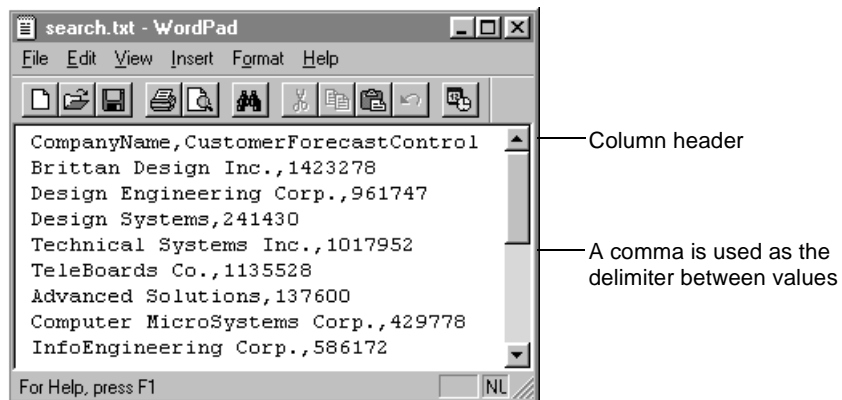 search.txt - WordPad
File Edit View Insert Format Help
CompanyName,CustomerForecastControl
Brittan Design Inc.,1423278
Design Engineering Corp.,961747
Design Systems,241430
Technical Systems Inc.,1017952
TeleBoards Co.,1135528
Advanced Solutions,137600
Computer MicroSystems Corp.,429778
InfoEngineering Corp.,586172
For Help, press F1
NU
Column header
A comma is used as the
delimiter between values